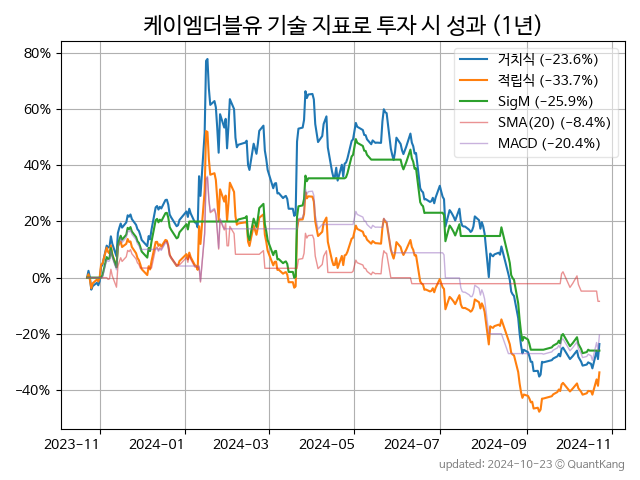 케이엠더블유 기술 지표로 투자 시 성과 (1년)
80%
60%
40%
20%
0%
−20%
−40%
거치식 (−23.6%)
적립식 (−33.7%)
SigM (−25.9%)
SMA(20) (−8.4%)
MACD (−20.4%)
2023−11
2024−01
2024−03
2024−05
2024−07
2024−09
2024−11
updated: 2024-10-23 © QuantKang